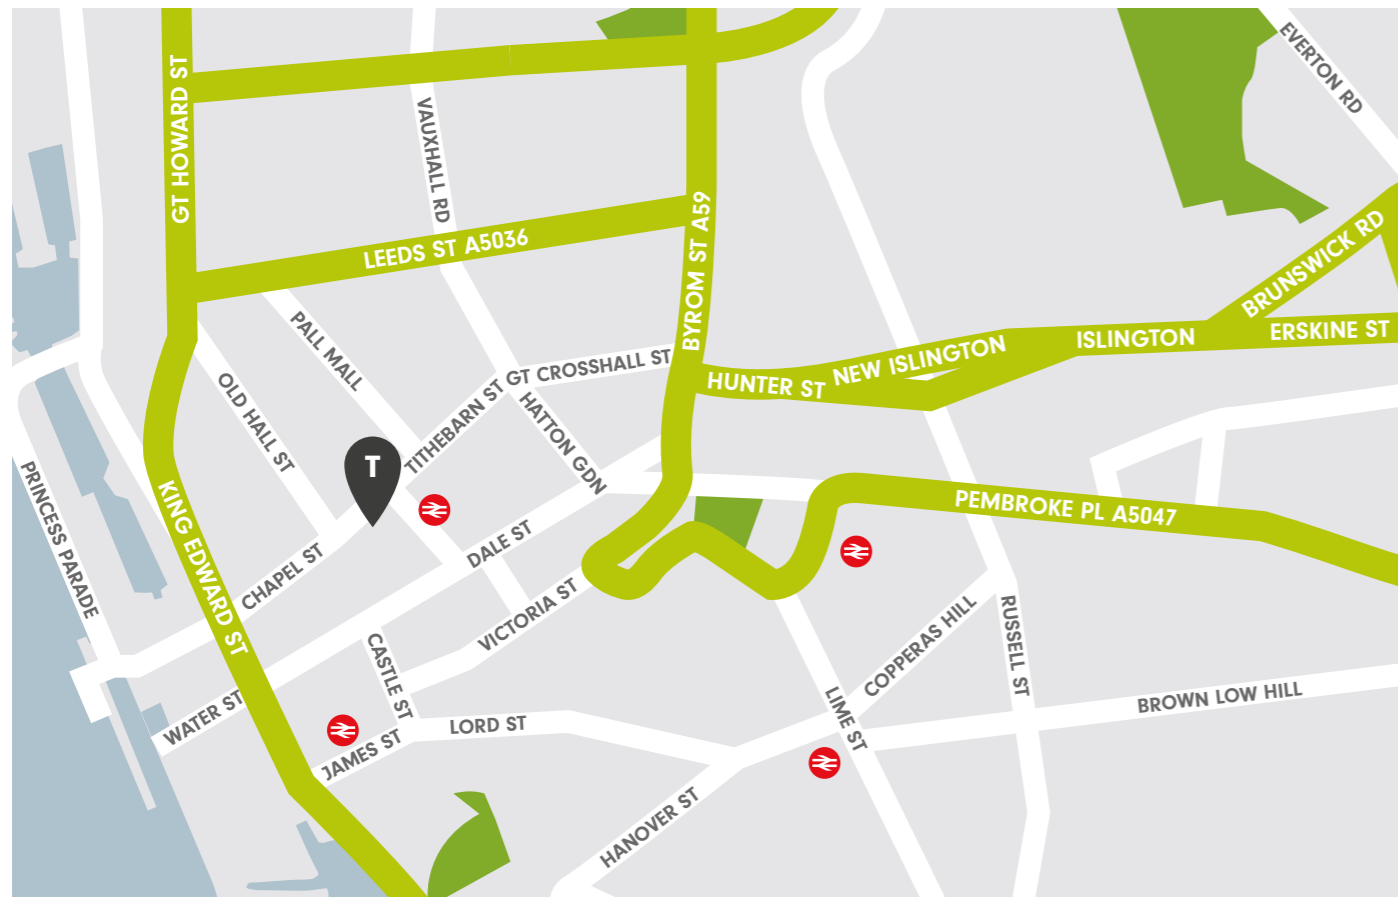 EVERTON RD
GT HOWARD ST
VAUXHALL RD
BYROM ST A59
BRUNSWICK RD
LEEDS ST A5036
PALL MALL
ERSKINE ST
ISLINGTON
NEW ISLINGTON
HUNTER ST
GT CROSSHALL ST
OLD HALL ST
TITHEBARN ST
HATTON GDN
T
PRINCESS PARADE
KING EDWARD ST
PEMBROKE PL A5047
DALE ST
CHAPEL ST
VICTORIA ST
COPPERAS HILL
RUSSELL ST
CASTLE ST
WATER ST
LIME ST
BROWN LOW HILL
LORD ST
JAMES ST
HANOVER ST